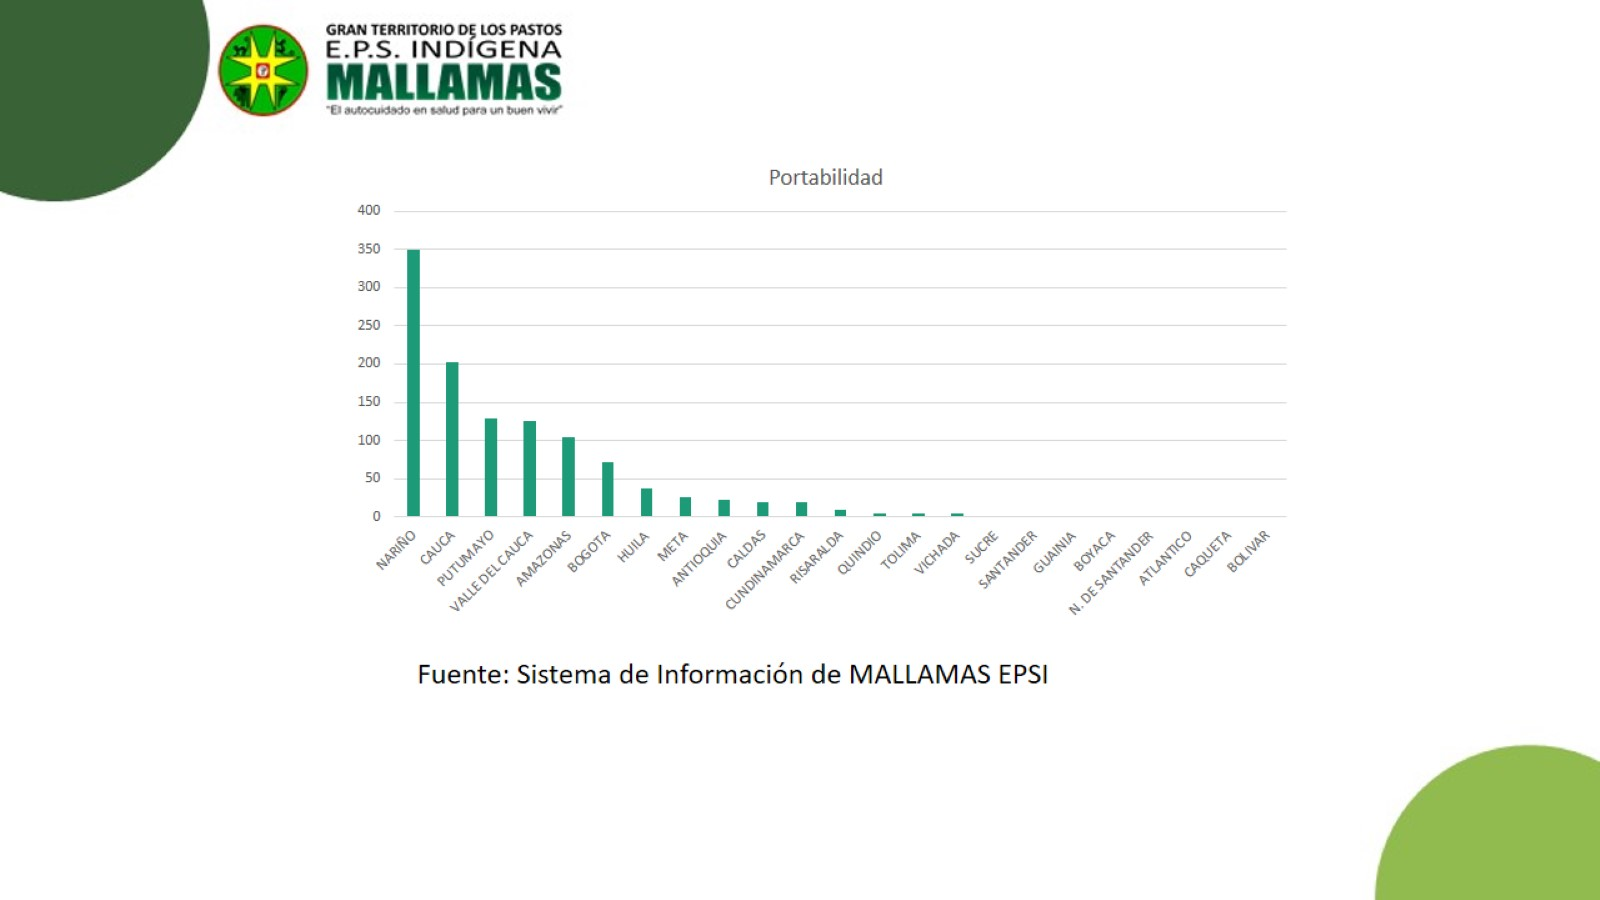 GRAN TERRITORIO DE LOS PASTOS
E.P.S. INDÍGENA
MALLAMAS
"El autocuidado en salud para un buen vivir"
Portabilidad
400
350
300
250
200
150
100
50
0
NARIÑO
CAUCA
PUTUMAYO
VALLE DEL CAUCA
AMAZONAS
BOGOTA
HUILA
META
ANTIOQUIA
CALDAS
CUNDINAMARCA
RISARALDA
QUINDIO
TOLIMA
VICHADA
SUCRE
SANTANDER
GUAINIA
BOYACA
N. DE SANTANDER
ATLANTICO
CAQUETA
BOLIVAR
Fuente: Sistema de Información de MALLAMAS EPSI